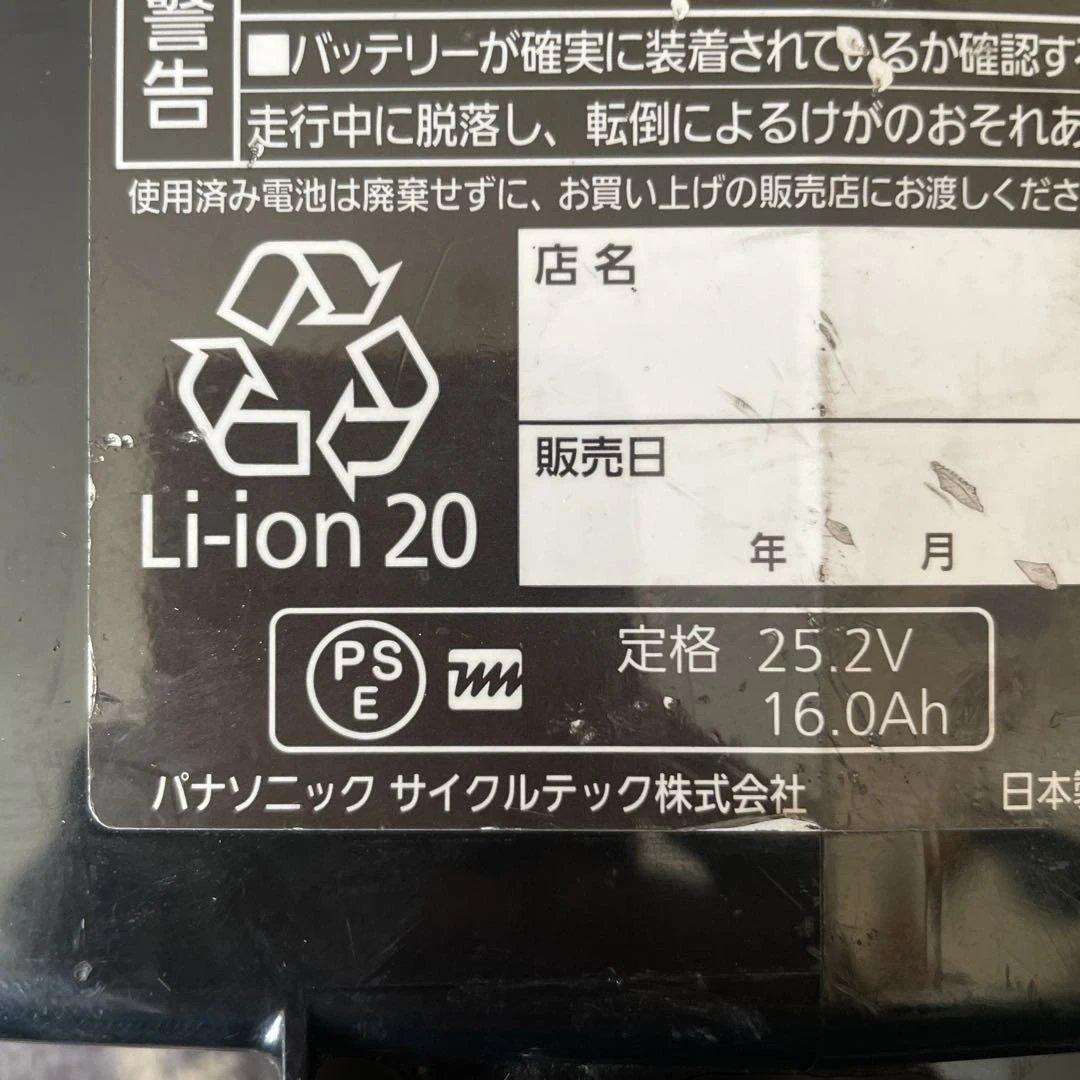 警告
■バッテリーが確実に装着されているか確認す
走行中に脱落し、転倒によるけがのおそれあ
使用済み電池は廃棄せずに、お買い上げの販売店にお渡しくださ
店名
販売日
年 月
Li-ion 20
PSE
定格 25.2V
16.0Ah
パナソニック サイクルテック株式会社
日本製